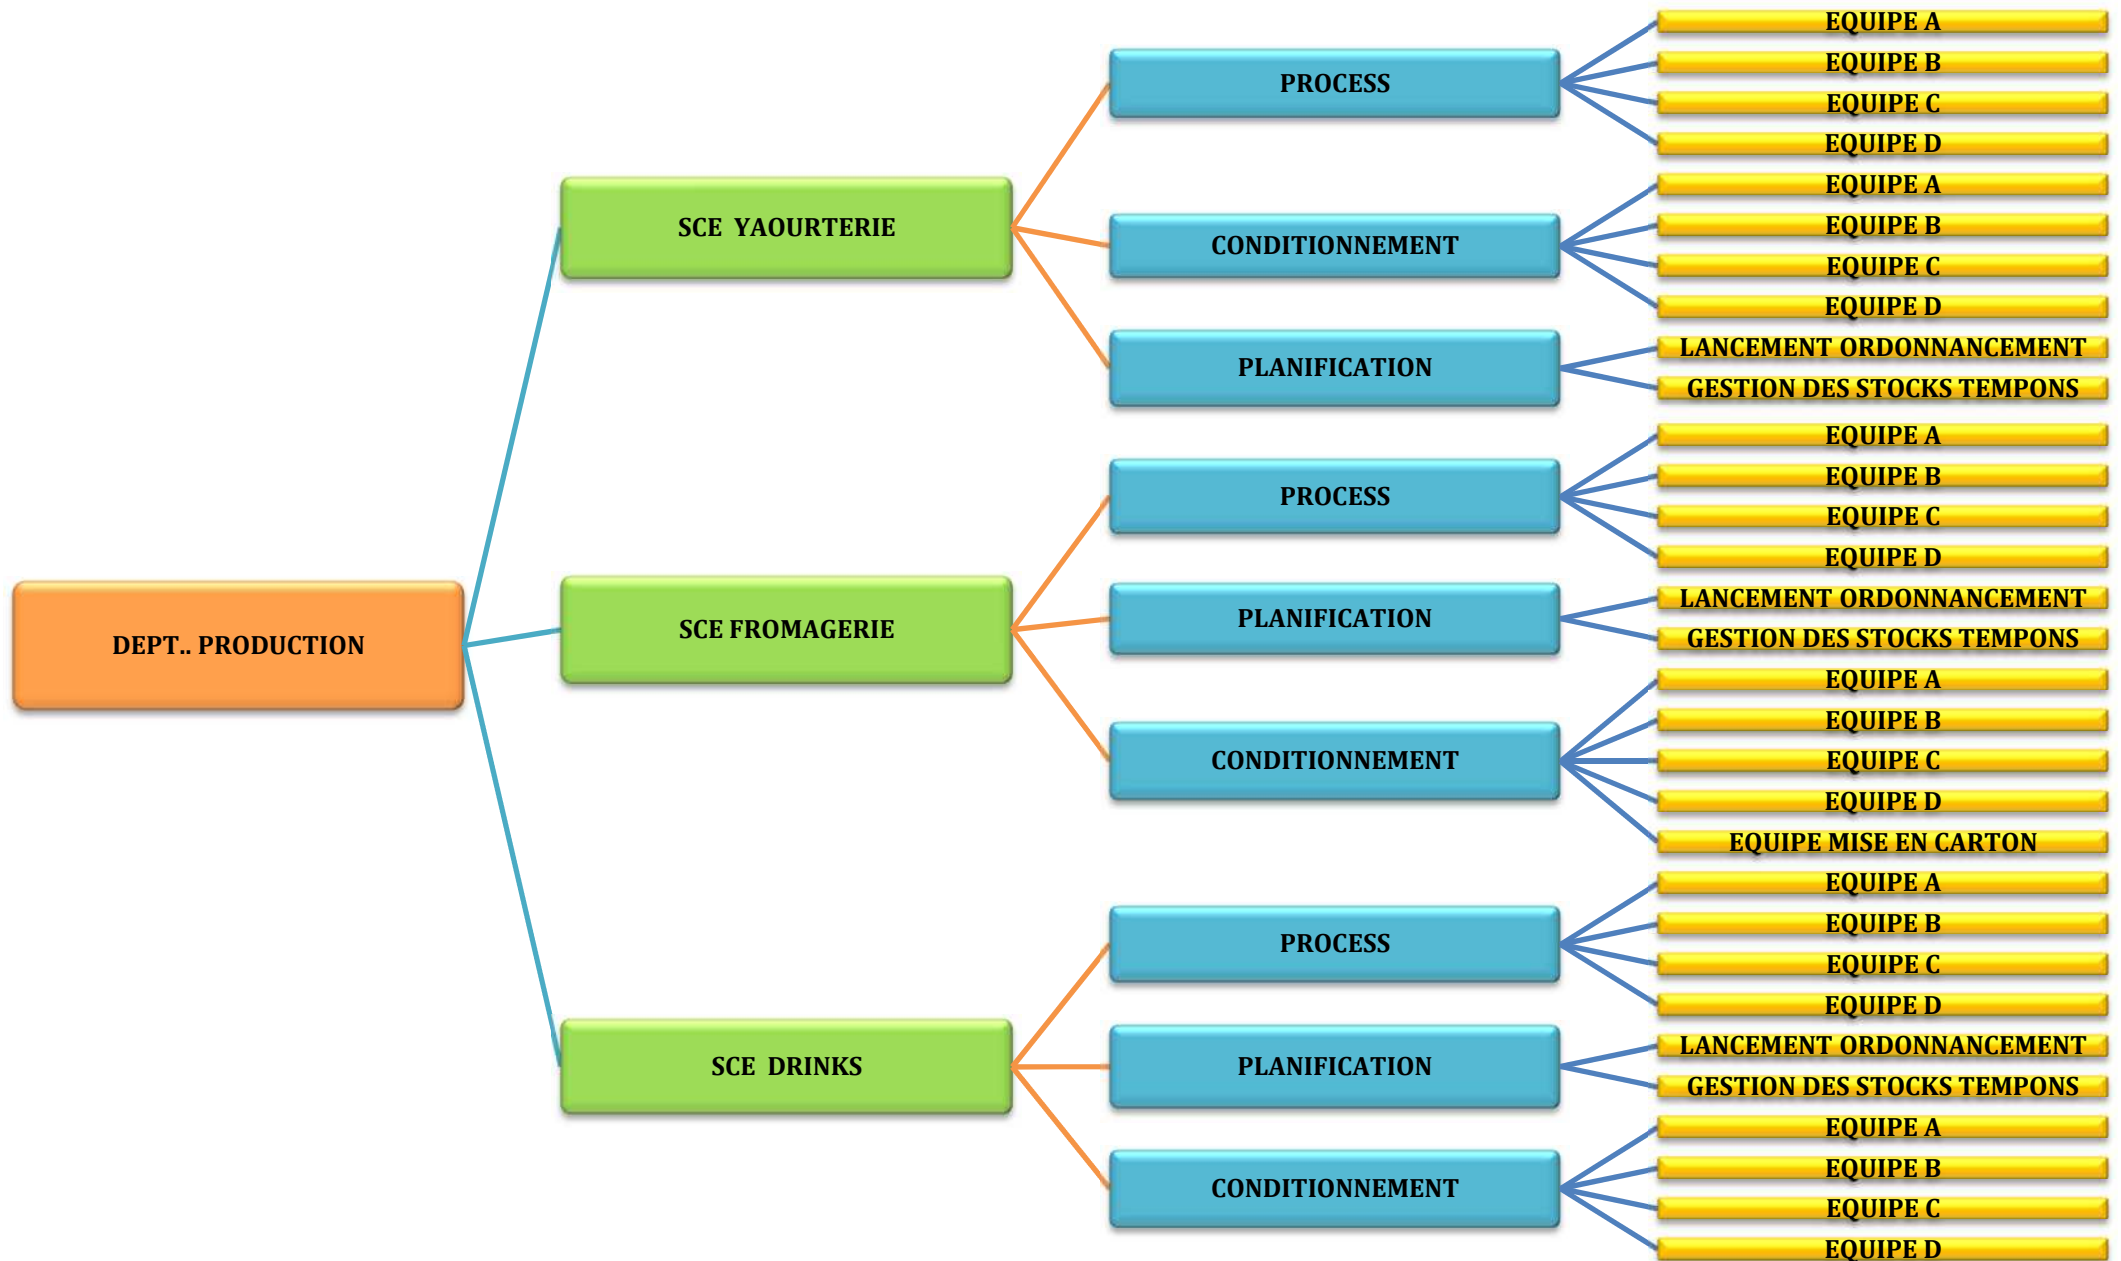 DEPT.. PRODUCTION
SCE  YAOURTERIE
PROCESS
EQUIPE A
EQUIPE B
EQUIPE C
EQUIPE D
CONDITIONNEMENT
EQUIPE A
EQUIPE B
EQUIPE C
EQUIPE D
PLANIFICATION
LANCEMENT ORDONNANCEMENT
GESTION DES STOCKS TEMPONS
SCE FROMAGERIE
PROCESS
EQUIPE A
EQUIPE B
EQUIPE C
EQUIPE D
PLANIFICATION
LANCEMENT ORDONNANCEMENT
GESTION DES STOCKS TEMPONS
CONDITIONNEMENT
EQUIPE A
EQUIPE B
EQUIPE C
EQUIPE D
EQUIPE MISE EN CARTON
SCE  DRINKS
PROCESS
EQUIPE A
EQUIPE B
EQUIPE C
EQUIPE D
PLANIFICATION
LANCEMENT ORDONNANCEMENT
GESTION DES STOCKS TEMPONS
CONDITIONNEMENT
EQUIPE A
EQUIPE B
EQUIPE C
EQUIPE D